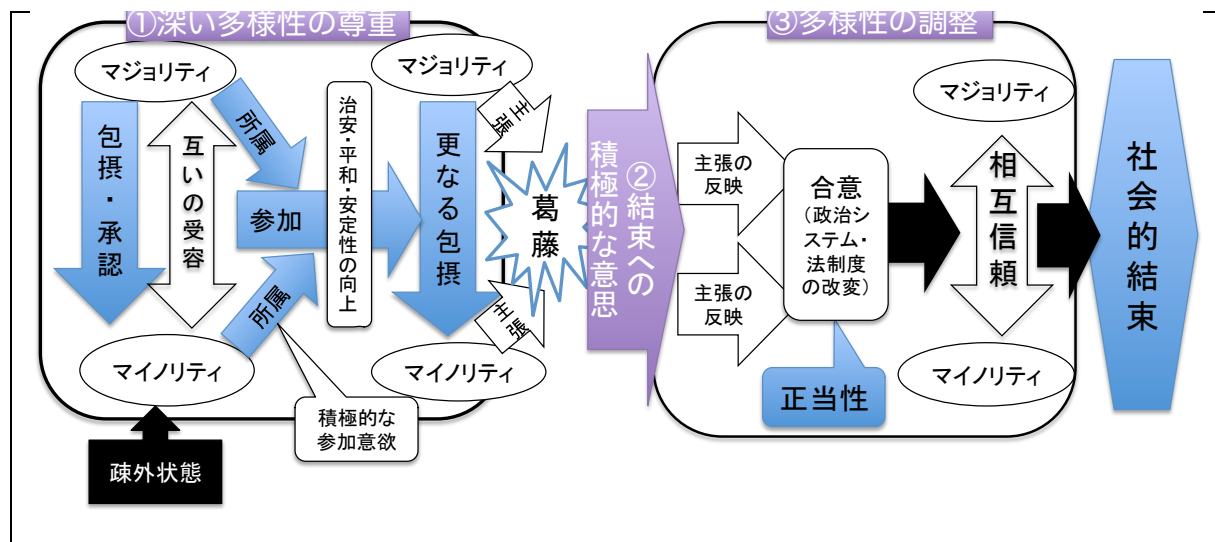 ①深い多様性の尊重
マジョリティ
包摂・承認
互いの受容
所属
参加
所属
マイノリティ
疎外状態
積極的な
参加意欲
治安・平和・安定性の向上
マジョリティ
更なる包摂
主張
主張
マイノリティ
葛藤
②結束への
積極的な意思
③多様性の調整
主張の
反映
主張の
反映
合意
（政治シ
ステム・
法制度
の改変）
正当性
マジョリティ
相互信頼
マイノリティ
社会的結束